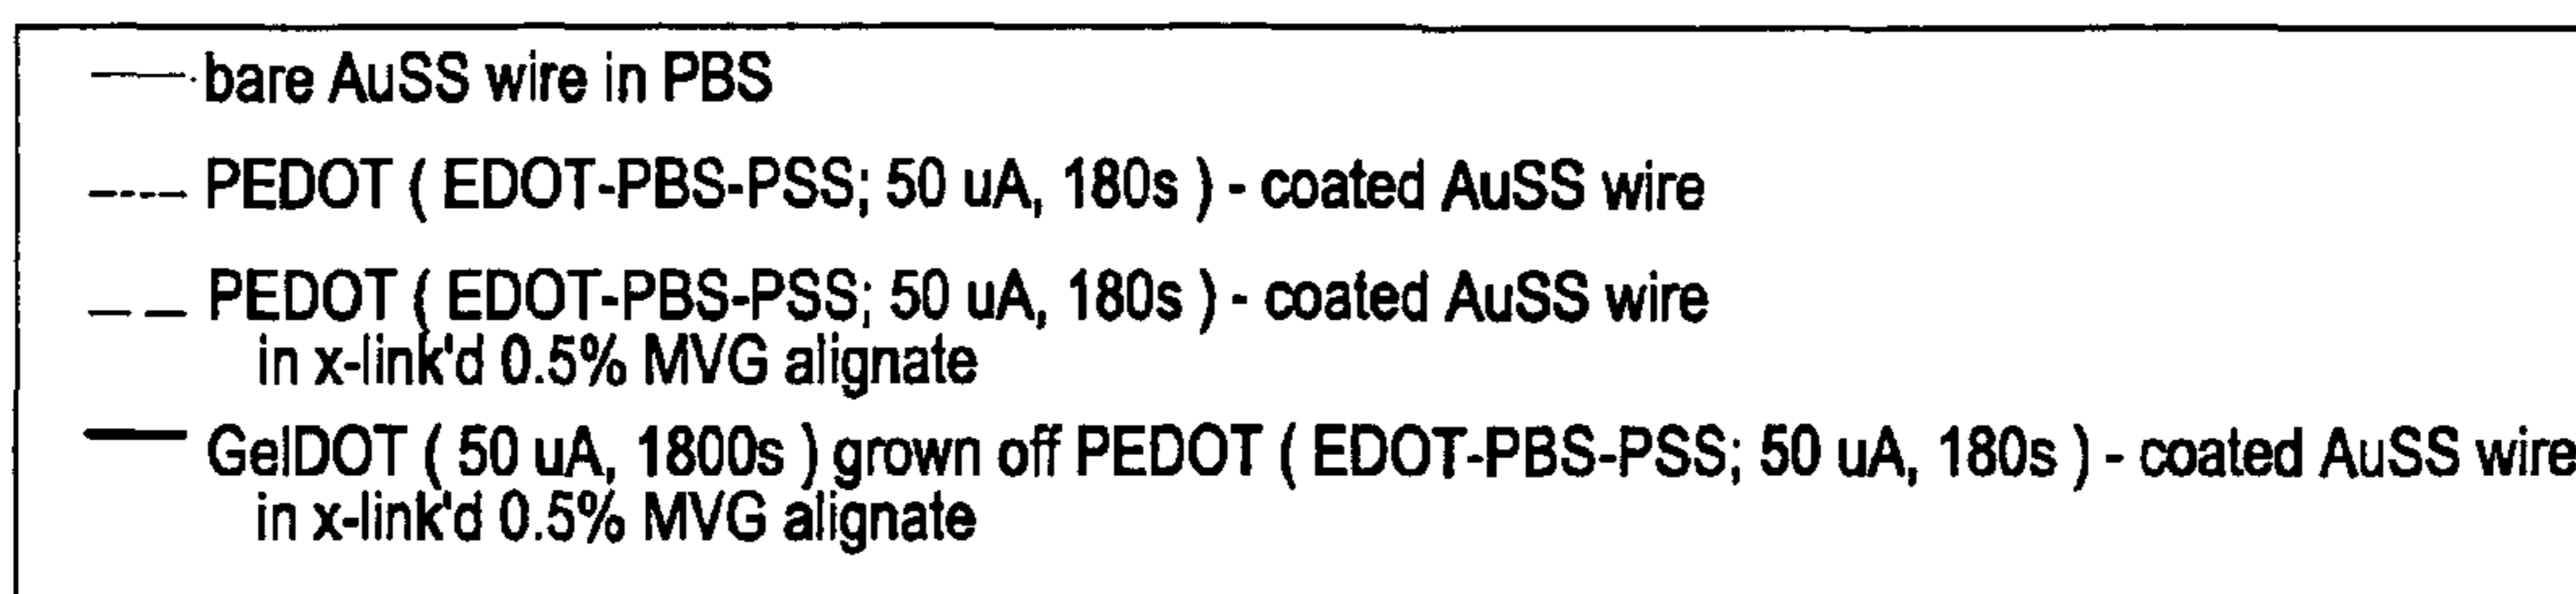 bare AuSS wire in PBS
PEDOT ( EDOT-PBS-PSS; 50 uA, 180s ) - coated AuSS wire
PEDOT ( EDOT-PBS-PSS; 50 uA, 180s ) - coated AuSS wire
in x-link'd 0.5% MVG alignate
GelDOT ( 50 uA, 1800s ) grown off PEDOT ( EDOT-PBS-PSS; 50 uA, 180s ) - coated AuSS wire
in x-link'd 0.5% MVG alignate